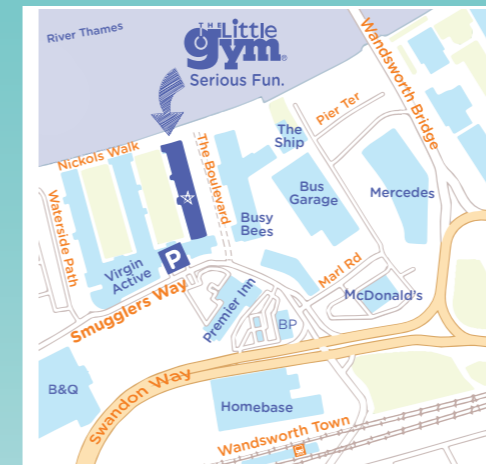 River Thames
THE
Little
gym®
Serious Fun.
Wandsworth Bridge
Pier Ter
The
Ship
Nickols Walk
The Boulevard
Waterside Path
Bus
Garage
Mercedes
Busy
Bees
Virgin
Active
P
Marl Rd
Smugglers Way
Premier Inn
McDonald's
BP
B&Q
Swandon Way
Homebase
Wandsworth Town